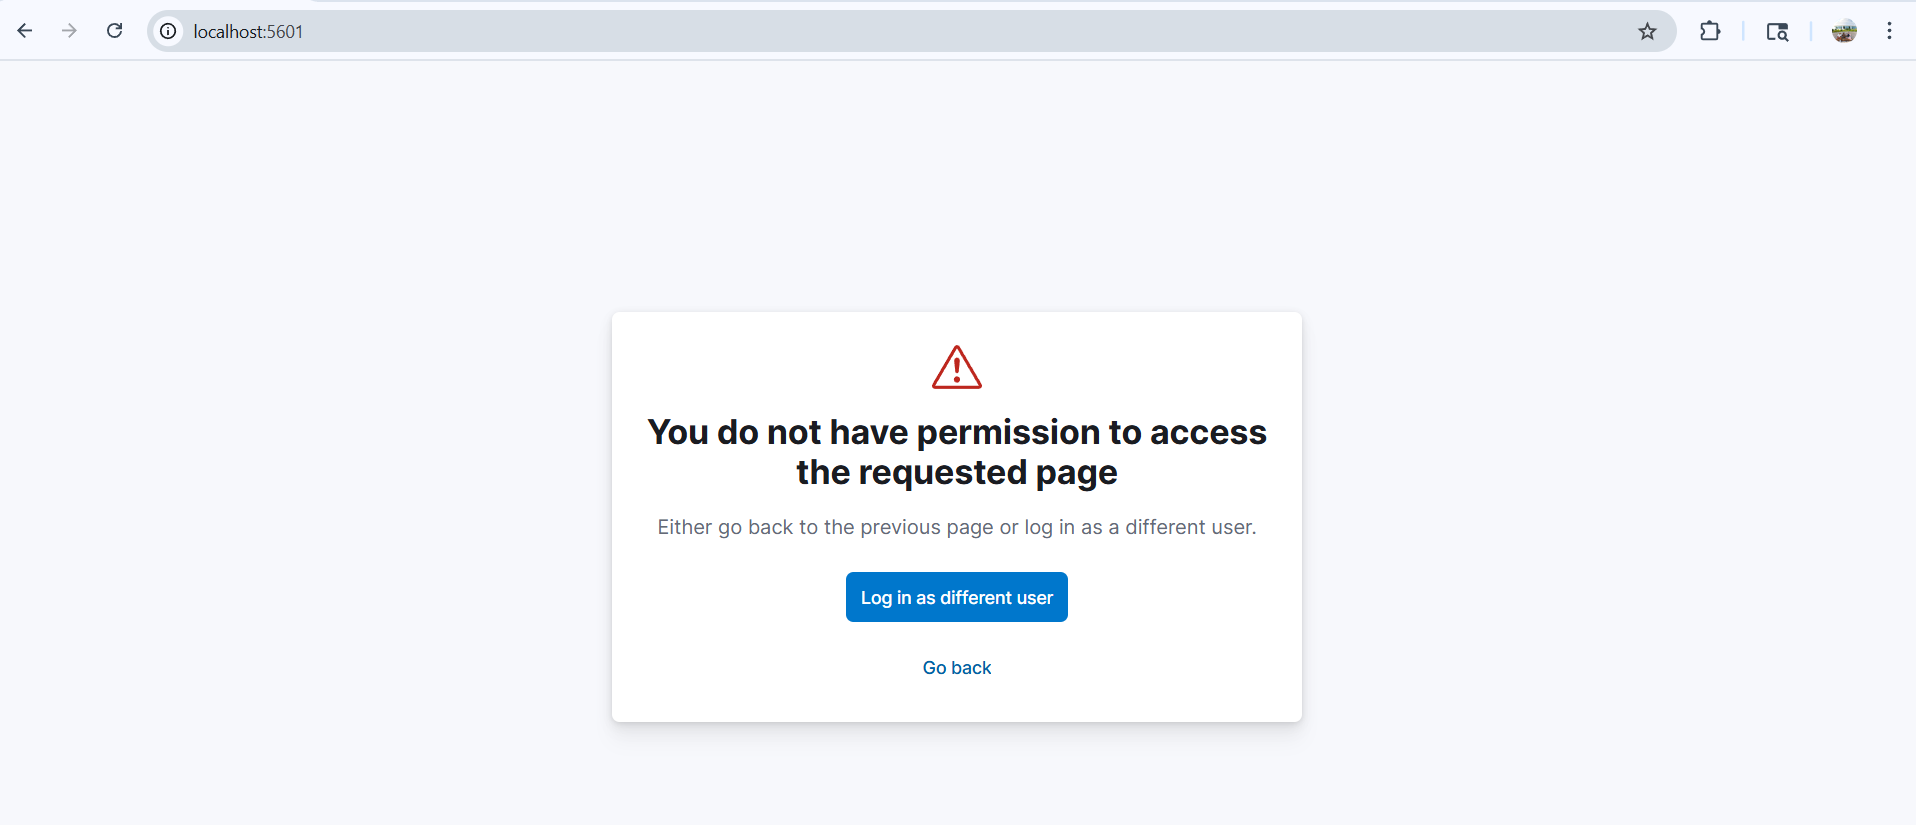 localhost:5601
You do not have permission to access
the requested page
Either go back to the previous page or log in as a different user.
Log in as different user
Go back